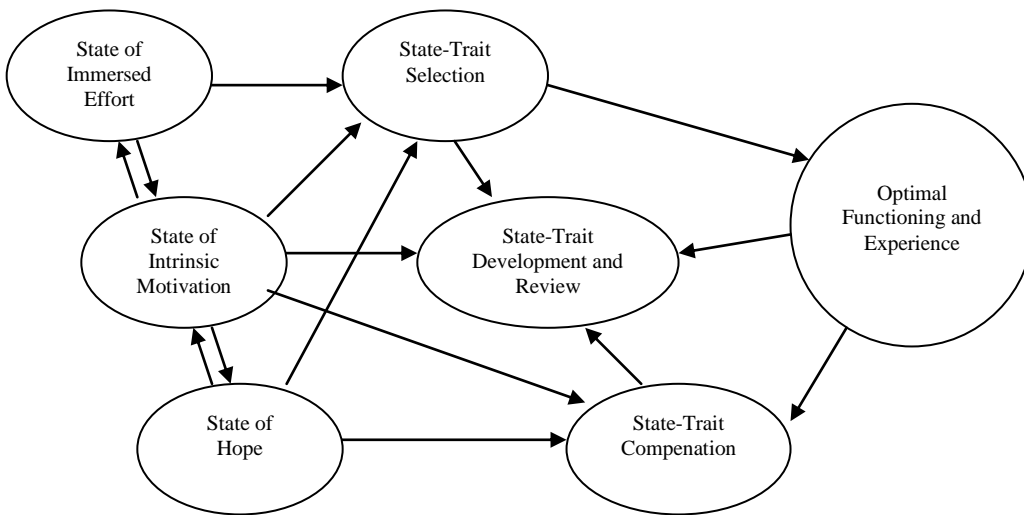 State of
Immersed
Effort
State-Trait
Selection
Optimal
Functioning and
Experience
State of
Intrinsic
Motivation
State-Trait
Development and
Review
State of
Hope
State-Trait
Compenation